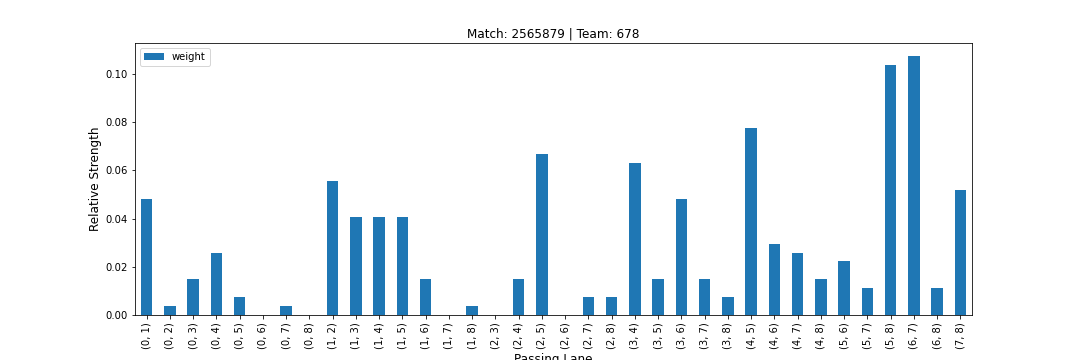 Match: 2565879 | Team: 678
weight
Relative Strength
0.10
0.08
0.06
0.04
0.02
0.00
(0, 1) (0, 2) (0, 3) (0, 4) (0, 5) (0, 6) (0, 7) (0, 8) (1, 2) (1, 3) (1, 4) (1, 5) (1, 6) (1, 7) (1, 8) (2, 3) (2, 4) (2, 5) (2, 6) (2, 7) (2, 8) (3, 4) (3, 5) (3, 6) (3, 7) (3, 8) (4, 5) (4, 6) (4, 7) (4, 8) (5, 6) (5, 7) (5, 8) (6, 7) (6, 8) (7, 8)
Passing Lane